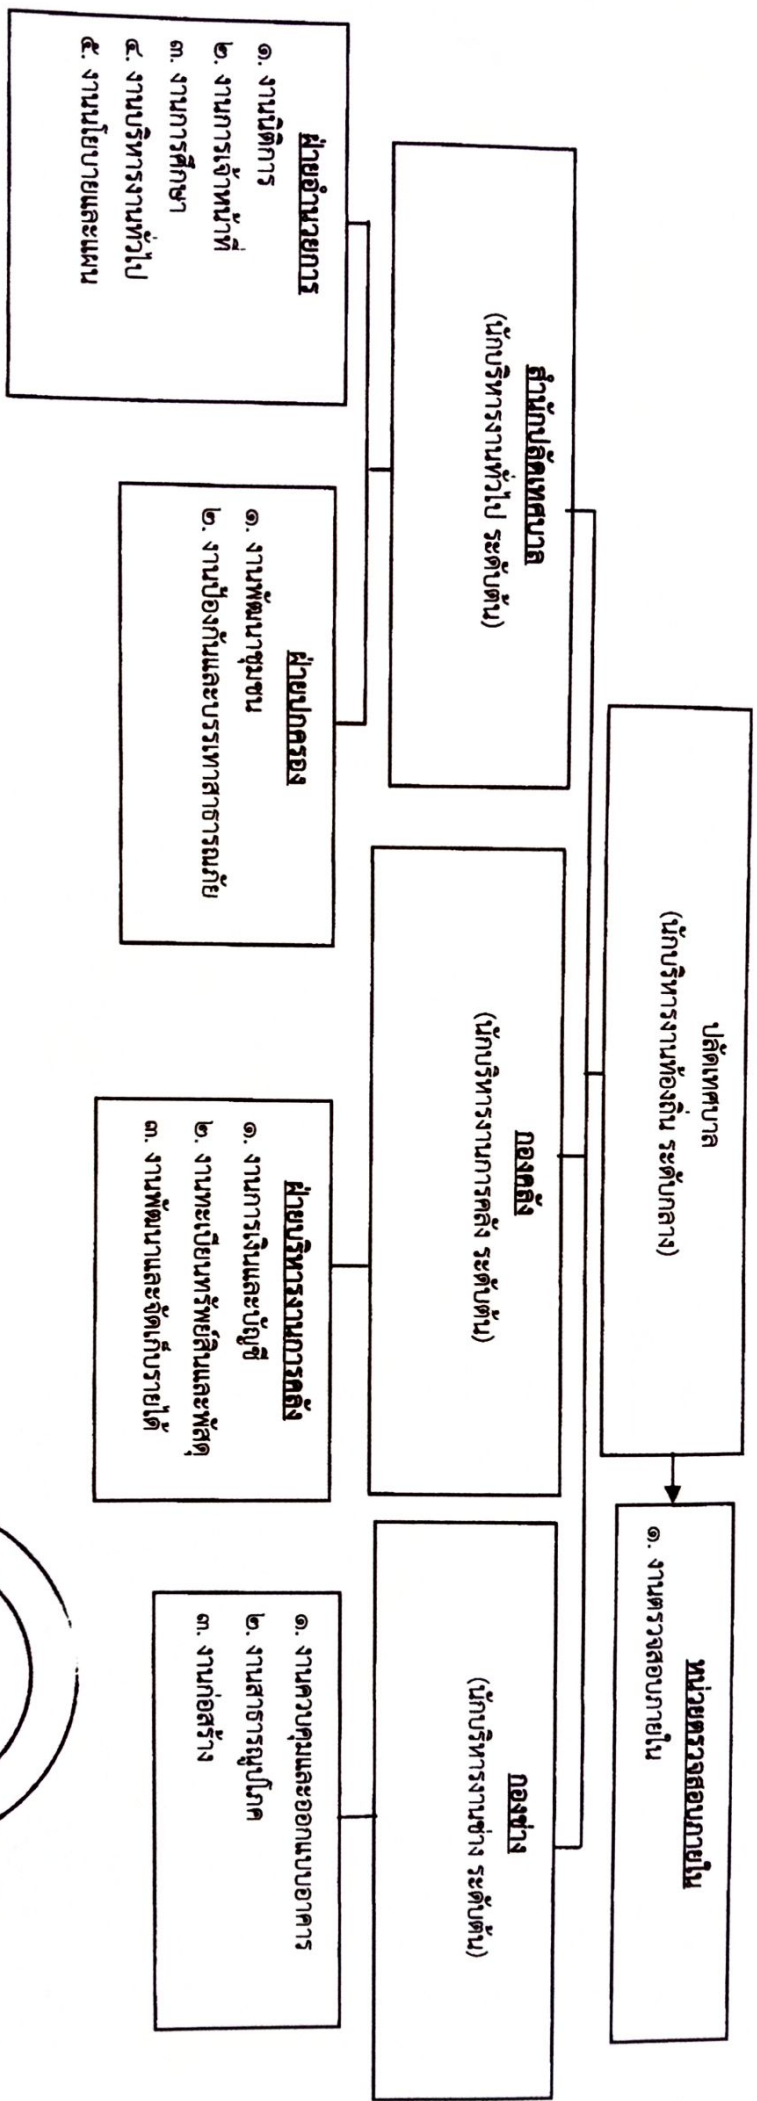 ปลัดเทศบาล
(นักบริหารงานท้องถิ่น ระดับกลาง)
หน่วยตรวจสอบภายใน
๑. งานตรวจสอบภายใน
สำนักปลัดเทศบาล
(นักบริหารงานทั่วไป ระดับต้น)
กองคลัง
(นักบริหารงานการคลัง ระดับต้น)
กองช่าง
(นักบริหารงานช่าง ระดับต้น)
ฝ่ายอำนวยการ
๑. งานนิติการ
๒. งานการเจ้าหน้าที่
๓. งานการศึกษา
๔. งานบริหารงานทั่วไป
๕. งานนโยบายและแผน
ฝ่ายปกครอง
๑. งานพัฒนาชุมชน
๒. งานป้องกันและบรรเทาสาธารณภัย
ฝ่ายบริหารงานการคลัง
๑. งานการเงินและบัญชี
๒. งานทะเบียนทรัพย์สินและพัสดุ
๓. งานพัฒนาและจัดเก็บรายได้
๑. งานควบคุมและออกแบบอาคาร
๒. งานสาธารณูปโภค
๓. งานก่อสร้าง